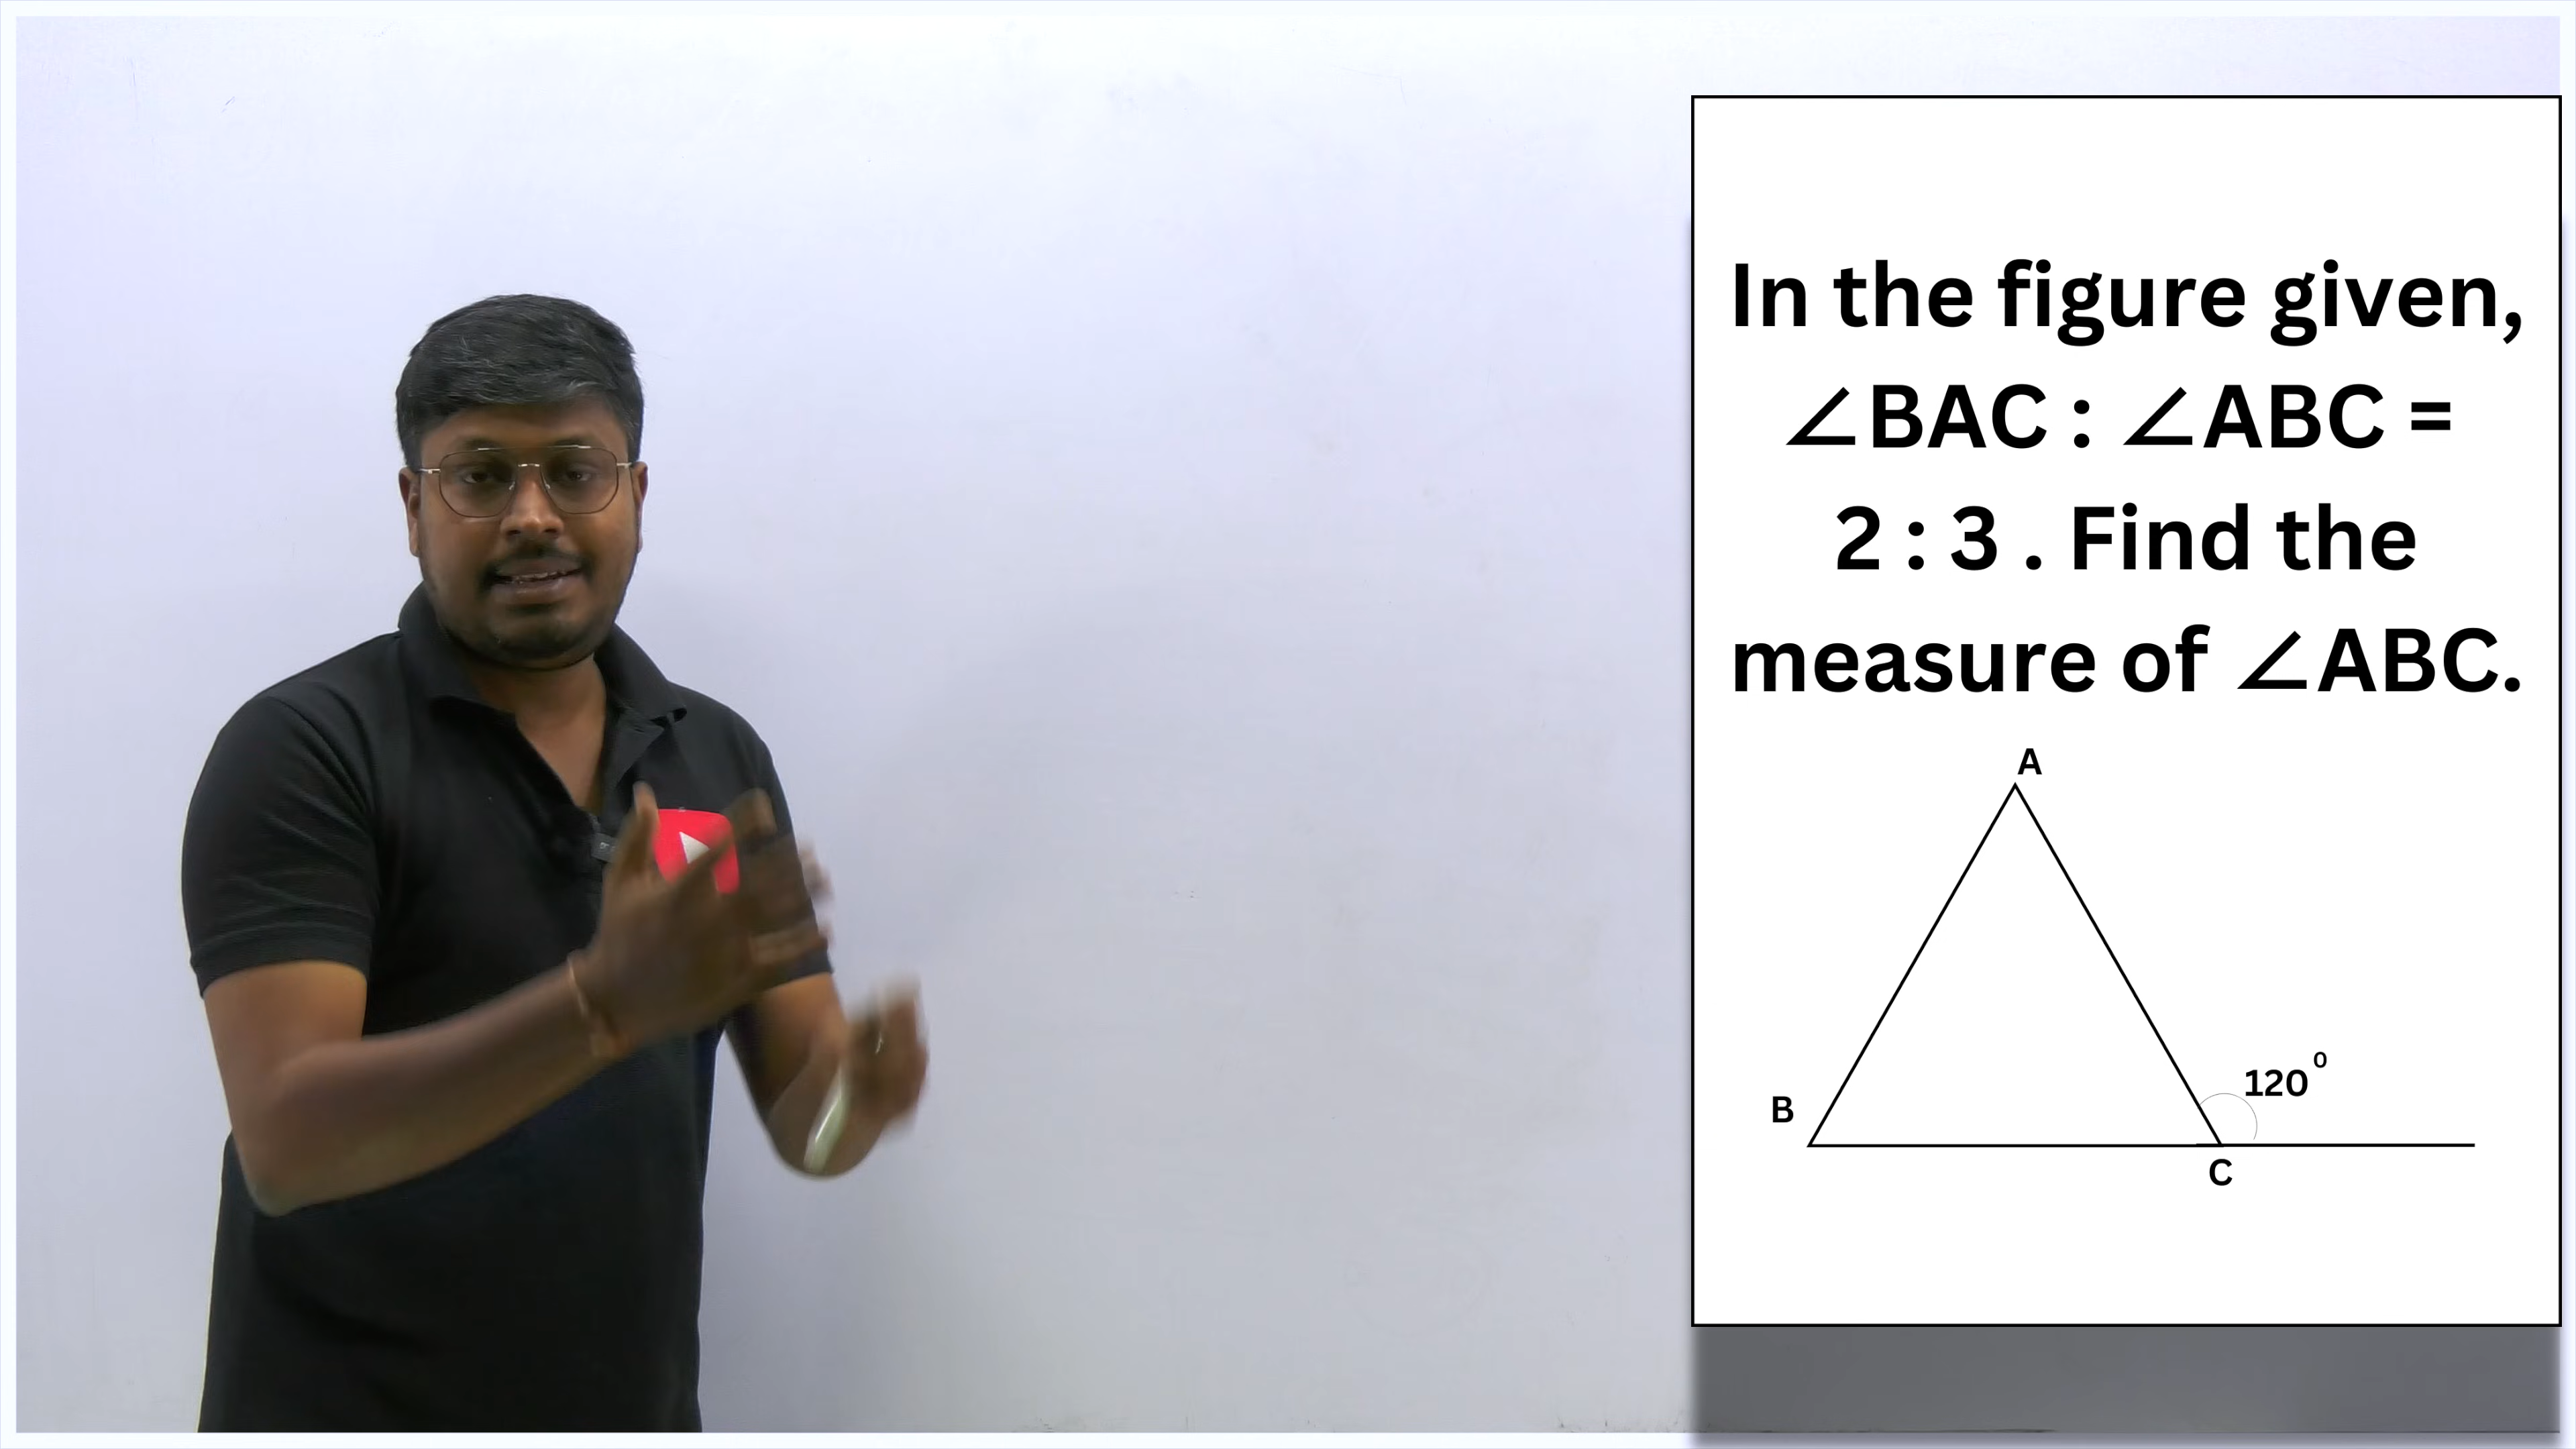 In the figure given,
∠BAC : ∠ABC =
2 : 3 . Find the
measure of ∠ABC.
A
B
120⁰
C